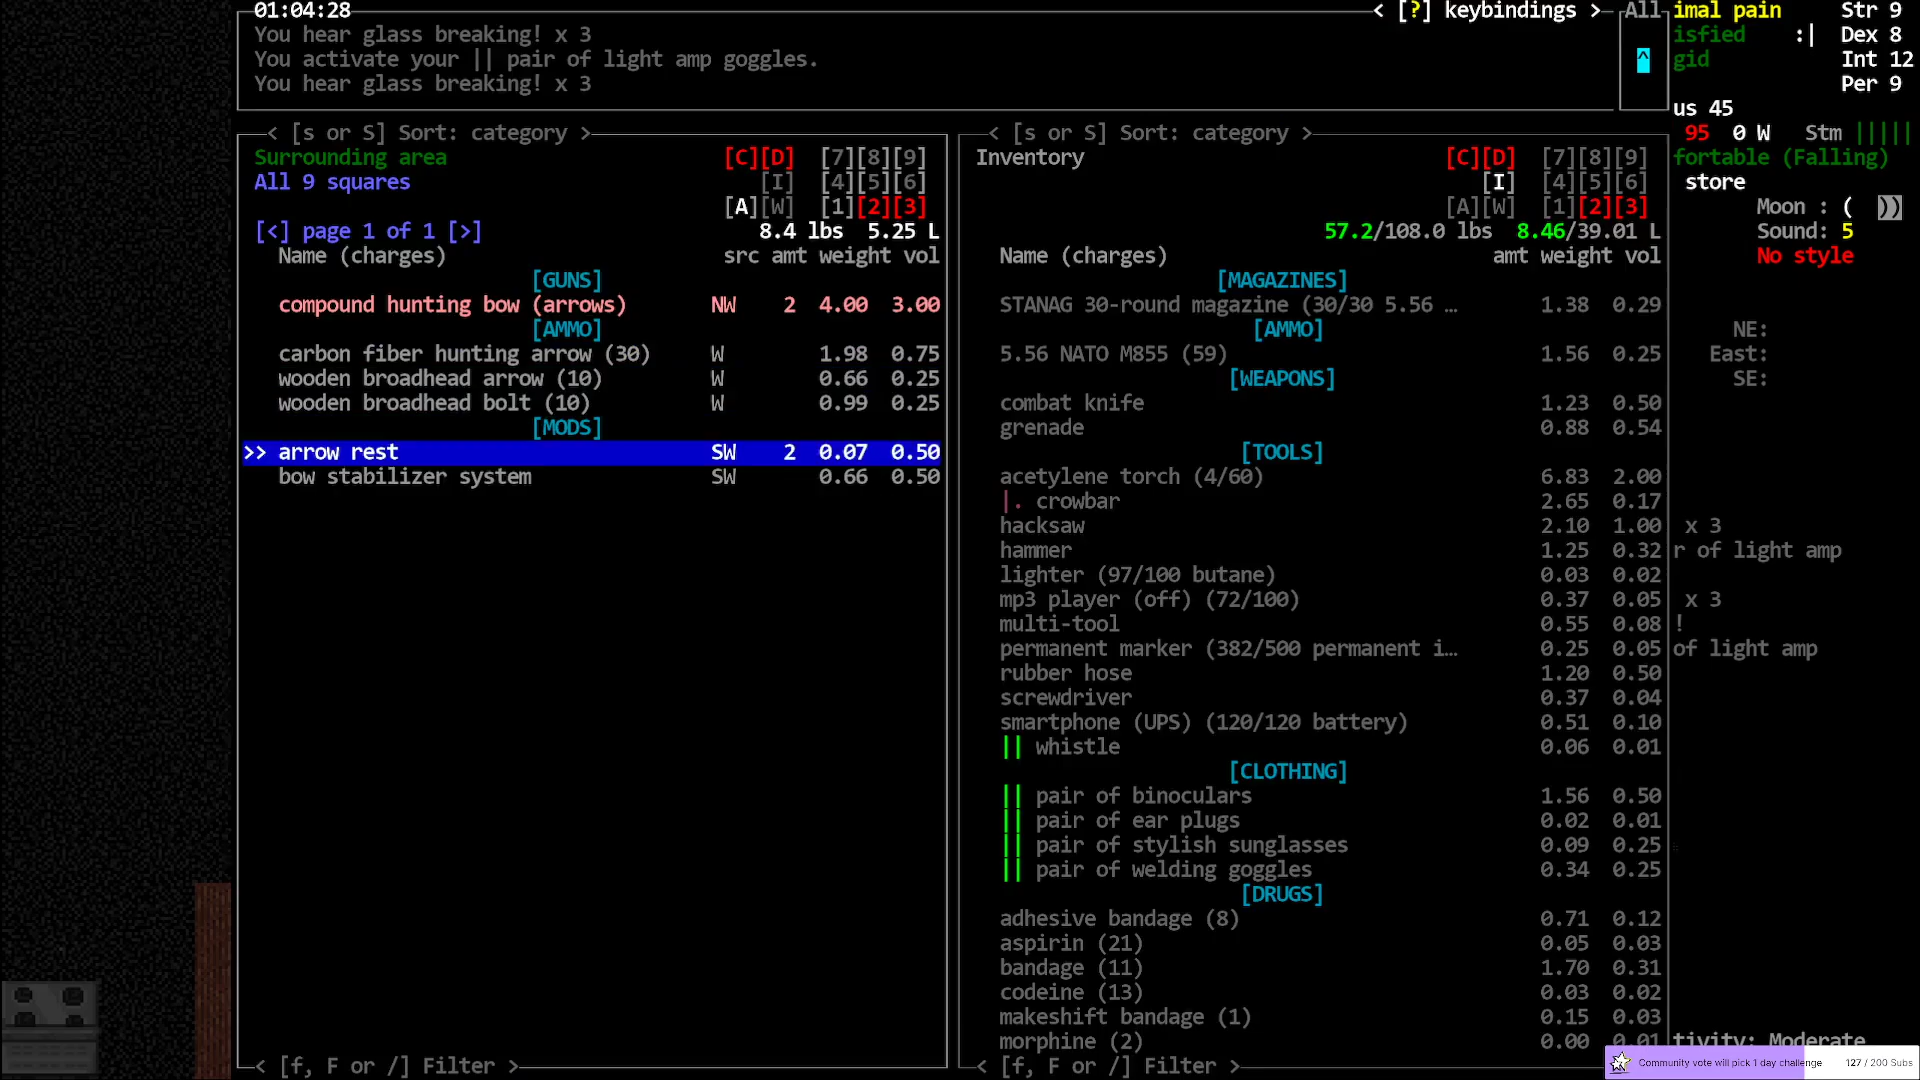 01:04:28
< [?] keybindings >
All
You hear glass breaking! x 3
You activate your || pair of light amp goggles.
You hear glass breaking! x 3
^
imal pain Str 9
isfied :| Dex 8
gid Int 12
Per 9
us 45
95 0 W Stm |||||
fortable (Falling)
store
Moon : ( ))
Sound: 5
No style
NE:
East:
SE:
x 3
r of light amp
x 3
!
of light amp
tivity: Moderate
< [s or S] Sort: category >
Surrounding area [C][D] [7][8][9]
All 9 squares [I] [4][5][6]
[A][W] [1][2][3]
[<] page 1 of 1 [>] 8.4 lbs 5.25 L
Name (charges) src amt weight vol
[GUNS]
compound hunting bow (arrows) NW 2 4.00 3.00
[AMMO]
carbon fiber hunting arrow (30) W 1.98 0.75
wooden broadhead arrow (10) W 0.66 0.25
wooden broadhead bolt (10) W 0.99 0.25
[MODS]
>> arrow rest SW 2 0.07 0.50
bow stabilizer system SW 0.66 0.50
< [f, F or /] Filter >
< [s or S] Sort: category >
Inventory [C][D] [7][8][9]
[I] [4][5][6]
[A][W] [1][2][3]
57.2/108.0 lbs 8.46/39.01 L
Name (charges) amt weight vol
[MAGAZINES]
STANAG 30-round magazine (30/30 5.56 … 1.38 0.29
[AMMO]
5.56 NATO M855 (59) 1.56 0.25
[WEAPONS]
combat knife 1.23 0.50
grenade 0.88 0.54
[TOOLS]
acetylene torch (4/60) 6.83 2.00
|. crowbar 2.65 0.17
hacksaw 2.10 1.00
hammer 1.25 0.32
lighter (97/100 butane) 0.03 0.02
mp3 player (off) (72/100) 0.37 0.05
multi-tool 0.55 0.08
permanent marker (382/500 permanent i… 0.25 0.05
rubber hose 1.20 0.50
screwdriver 0.37 0.04
smartphone (UPS) (120/120 battery) 0.51 0.10
|| whistle 0.06 0.01
[CLOTHING]
|| pair of binoculars 1.56 0.50
|| pair of ear plugs 0.02 0.01
|| pair of stylish sunglasses 0.09 0.25
|| pair of welding goggles 0.34 0.25
[DRUGS]
adhesive bandage (8) 0.71 0.12
aspirin (21) 0.05 0.03
bandage (11) 1.70 0.31
codeine (13) 0.03 0.02
makeshift bandage (1) 0.15 0.03
morphine (2) 0.00 0.01
< [f, F or /] Filter >
Community vote will pick 1 day challenge 127 / 200 Subs